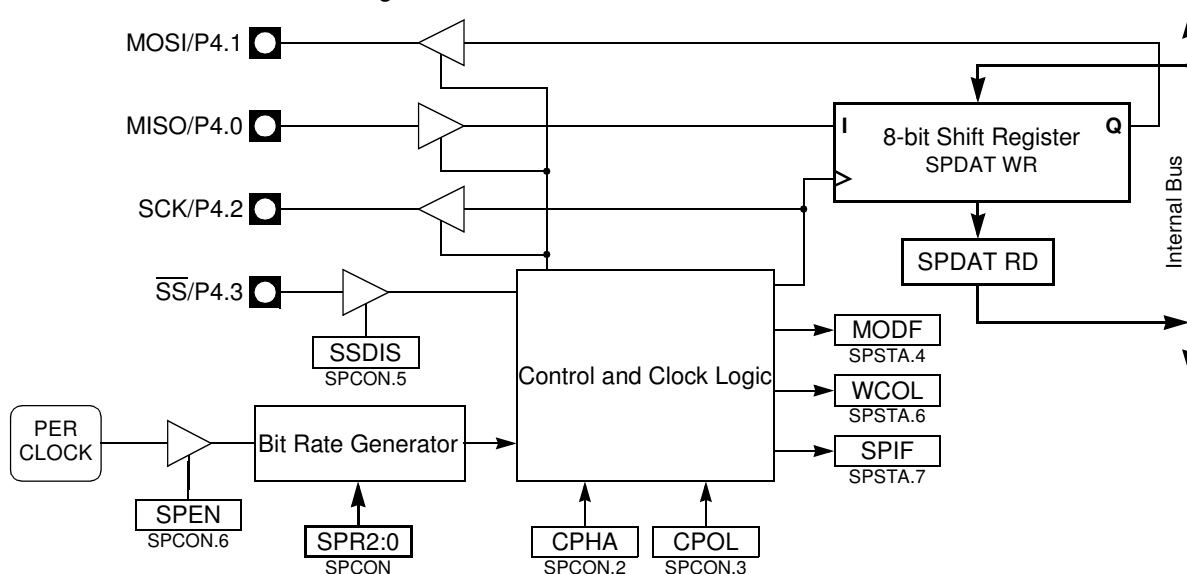 MOSI/P4.1
MISO/P4.0
I
8-bit Shift Register
SPDAT WR
Q
SCK/P4.2
Internal Bus
SPDAT RD
SS/P4.3
MODF
SPSTA.4
SSDIS
SPCON.5
Control and Clock Logic
WCOL
SPSTA.6
PER
CLOCK
Bit Rate Generator
SPIF
SPSTA.7
SPEN
SPCON.6
SPR2:0
SPCON
CPHA
SPCON.2
CPOL
SPCON.3